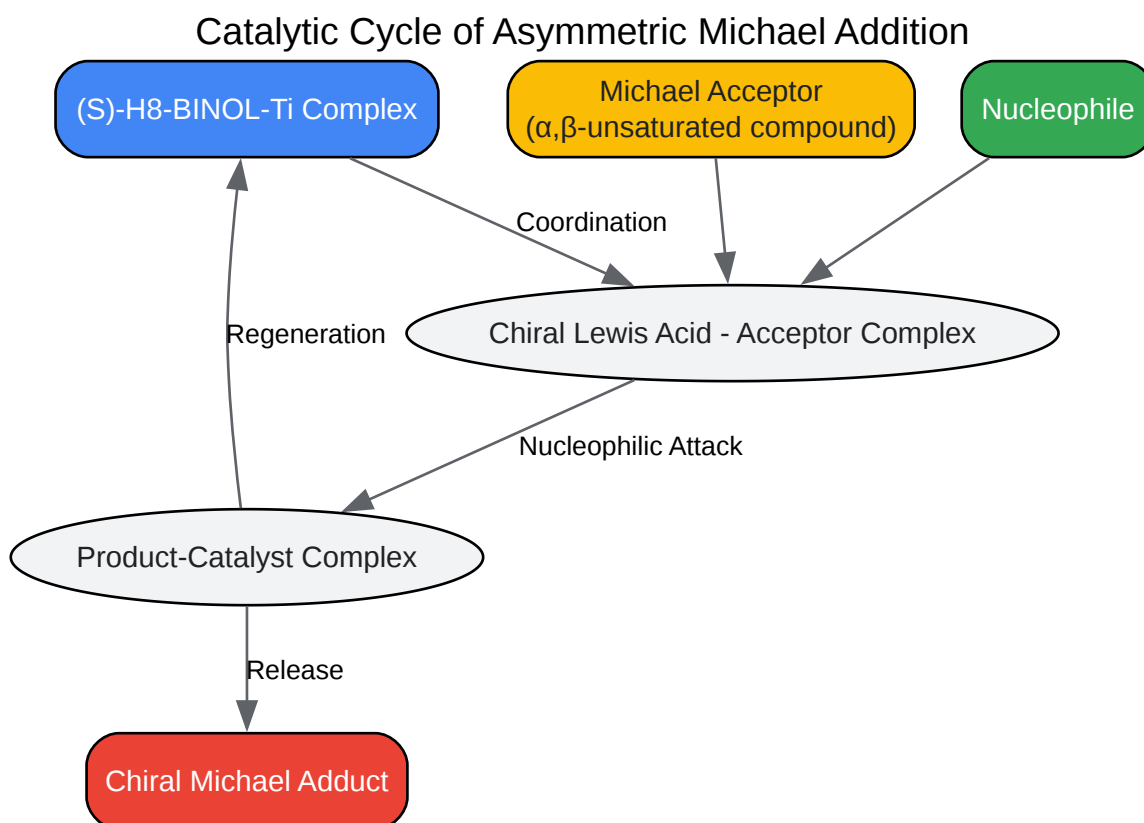 Catalytic Cycle of Asymmetric Michael Addition
(S)-H8-BINOL-Ti Complex
Michael Acceptor
(α,β-unsaturated compound)
Nucleophile
Coordination
Regeneration
Chiral Lewis Acid - Acceptor Complex
Nucleophilic Attack
Product-Catalyst Complex
Release
Chiral Michael Adduct